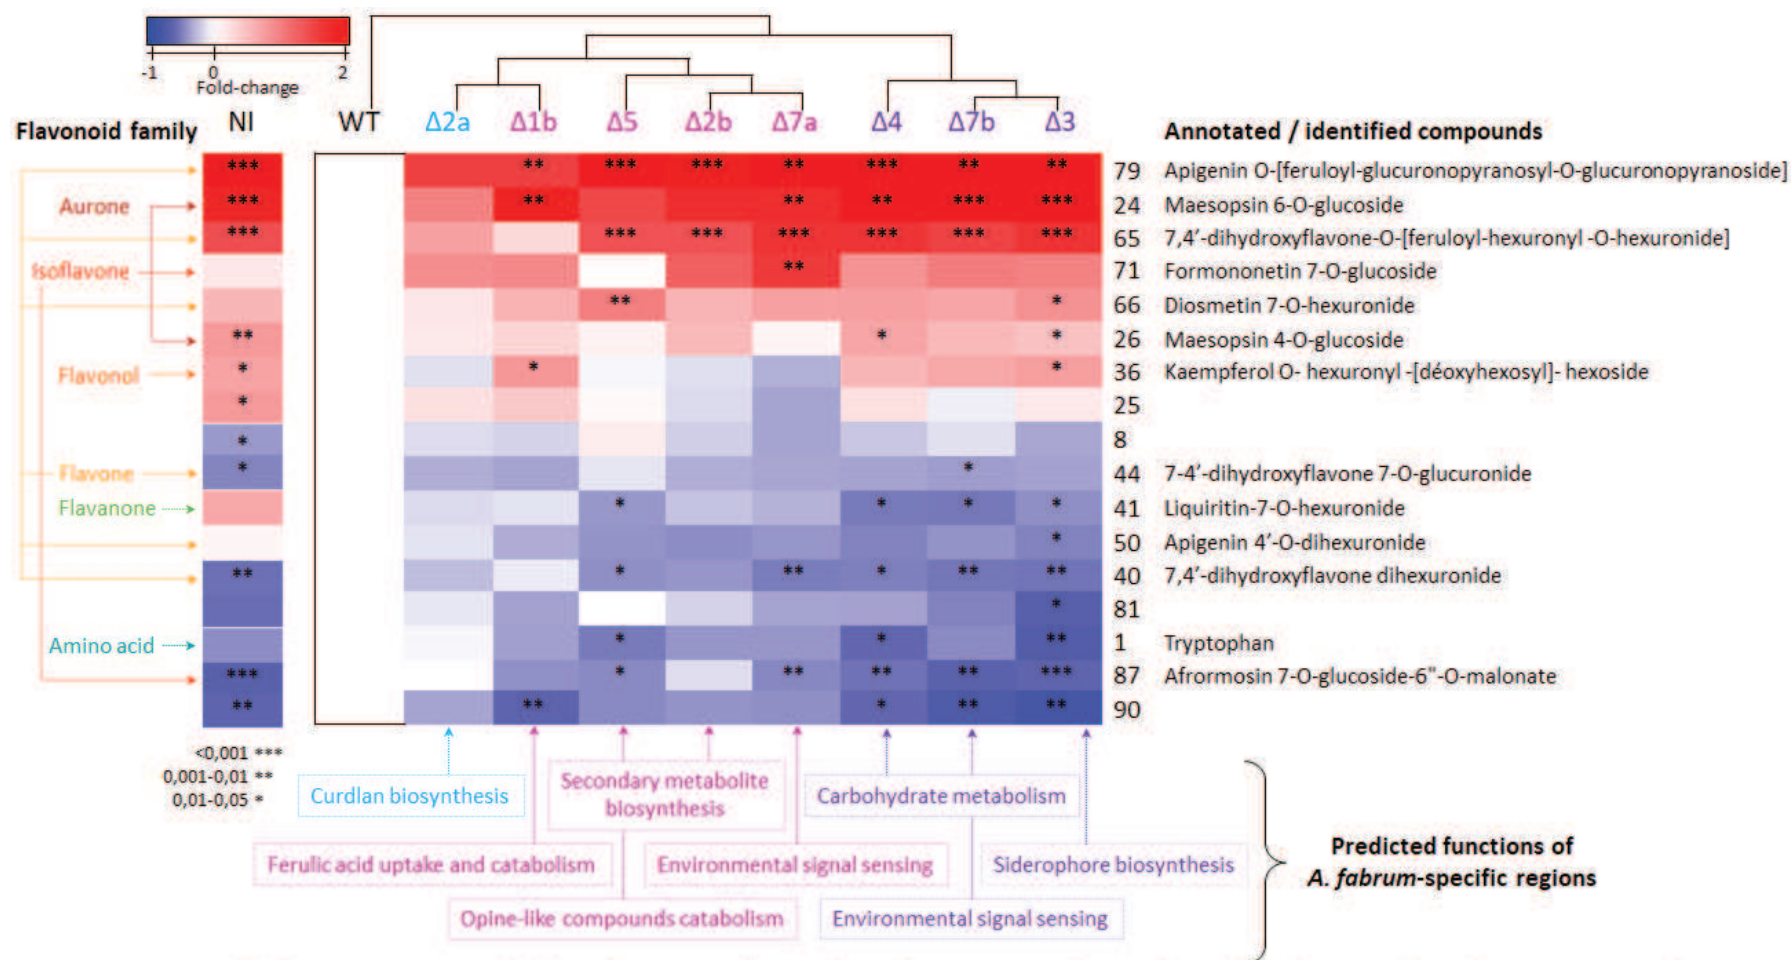 -1 0 2
Fold-change
Flavonoid family NI WT Δ2a Δ1b Δ5 Δ2b Δ7a Δ4 Δ7b Δ3 Annotated / identified compounds
*** ** *** *** ** *** ** ** 79 Apigenin O-[feruloyl-glucuronopyranosyl-O-glucuronopyranoside]
Aurone *** ** ** ** *** *** 24 Maesopsin 6-O-glucoside
*** *** *** *** *** *** *** 65 7,4'-dihydroxyflavone-O-[feruloyl-hexuronyl -O-hexuronide]
Isoflavone ** 71 Formononetin 7-O-glucoside
** * 66 Diosmetin 7-O-hexuronide
** * * 26 Maesopsin 4-O-glucoside
Flavonol * * * 36 Kaempferol O- hexuronyl -[déoxyhexosyl]- hexoside
* 25
* 8
Flavone * * 44 7-4'-dihydroxyflavone 7-O-glucuronide
Flavanone * * * * 41 Liquiritin-7-O-hexuronide
* 50 Apigenin 4'-O-dihexuronide
** * ** * ** ** 40 7,4'-dihydroxyflavone dihexuronide
* 81
Amino acid * * ** 1 Tryptophan
*** * ** ** ** *** 87 Afrormosin 7-O-glucoside-6"-O-malonate
** ** * ** ** 90
<0,001 ***
0,001-0,01 **
0,01-0,05 *
Curdlan biosynthesis
Secondary metabolite
biosynthesis
Carbohydrate metabolism
Ferulic acid uptake and catabolism
Environmental signal sensing
Siderophore biosynthesis
Opine-like compounds catabolism
Environmental signal sensing
Predicted functions of
A. fabrum-specific regions